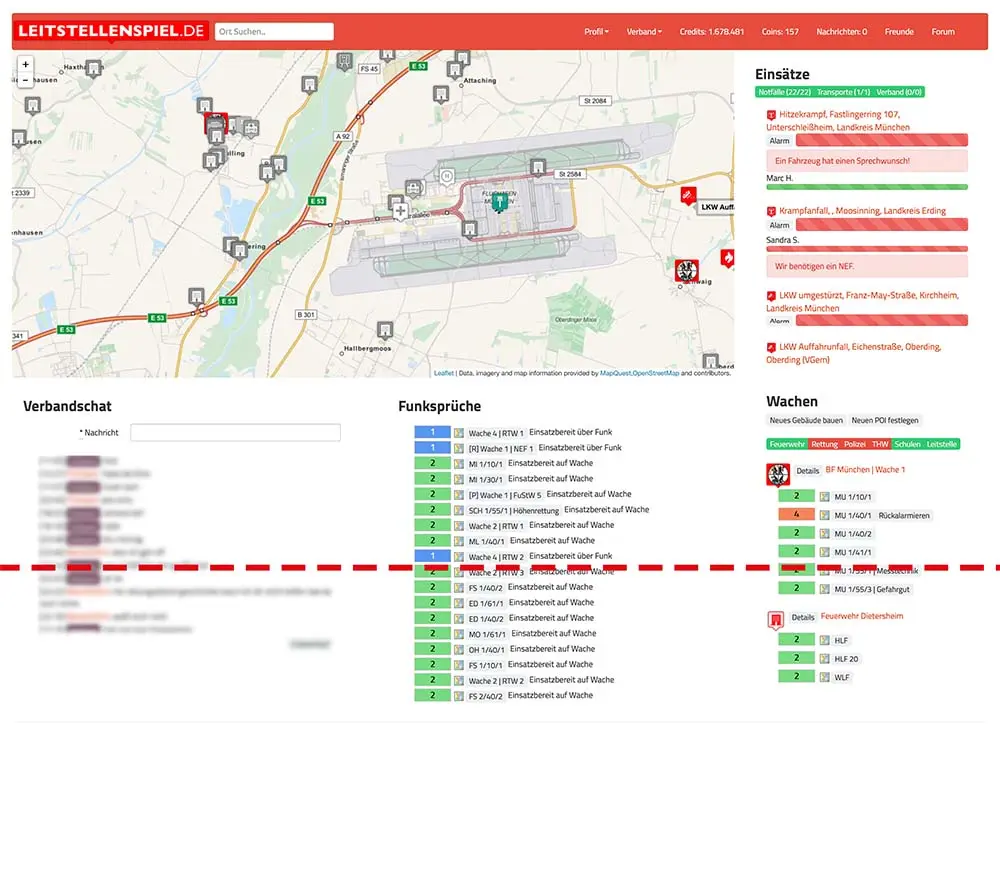 LEITSTELLENSPIEL.DE
Ort Suchen..
Profil
Verband
Credits: 1.678.481
Coins: 157
Nachrichten: 0
Freunde
Forum
+
−
FS 45
E 53
Attaching
St 2084
A 92
St 2584
E 53
B 301
E 53
E 53
E 53
Hallbergmoos
Oberdinger Moos
LKW Auffa
Leaflet | Data, imagery and map information provided by MapQuest, OpenStreetMap and contributors.
Einsätze
Notfälle (22/22) Transporte (1/1) Verband (0/0)
Hitzekrampf, Fastlingerring 107,
Unterschleißheim, Landkreis München
Alarm
Ein Fahrzeug hat einen Sprechwunsch!
Marc H.
Krampfanfall, , Moosinning, Landkreis Erding
Alarm
Sandra S.
Wir benötigen ein NEF.
LKW umgestürzt, Franz-May-Straße, Kirchheim,
Landkreis München
Alarm
LKW Auffahrunfall, Eichenstraße, Oberding,
Oberding (VGem)
Verbandschat
* Nachricht
Funksprüche
1 Wache 4 | RTW 1 Einsatzbereit über Funk
1 [R] Wache 1 | NEF 1 Einsatzbereit über Funk
2 MI 1/10/1 Einsatzbereit auf Wache
2 MI 1/30/1 Einsatzbereit auf Wache
2 [P] Wache 1 | FuStW 5 Einsatzbereit auf Wache
2 SCH 1/55/1 | Höhenrettung Einsatzbereit auf Wache
2 Wache 2 | RTW 1 Einsatzbereit auf Wache
2 ML 1/40/1 Einsatzbereit auf Wache
1 Wache 4 | RTW 2 Einsatzbereit über Funk
2 Wache 2 | RTW 3 Einsatzbereit auf Wache
2 FS 1/40/2 Einsatzbereit auf Wache
2 ED 1/61/1 Einsatzbereit auf Wache
2 ED 1/40/2 Einsatzbereit auf Wache
2 MO 1/61/1 Einsatzbereit auf Wache
2 OH 1/40/1 Einsatzbereit auf Wache
2 FS 1/10/1 Einsatzbereit auf Wache
2 Wache 2 | RTW 2 Einsatzbereit auf Wache
2 FS 2/40/2 Einsatzbereit auf Wache
Wachen
Neues Gebäude bauen Neuen POI festlegen
Feuerwehr Rettung Polizei THW Schulen Leitstelle
Details BF München | Wache 1
2 MU 1/10/1
4 MU 1/40/1 Rückalarmieren
2 MU 1/40/2
2 MU 1/41/1
2 MU 1/55/1 | Messtechnik
2 MU 1/55/3 | Gefahrgut
Details Feuerwehr Dietersheim
2 HLF
2 HLF 20
2 WLF